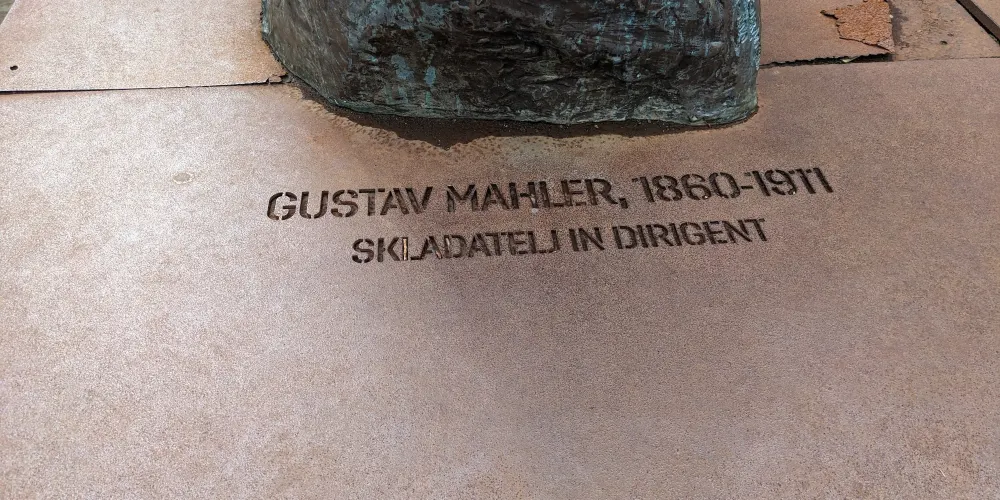 GUSTAV MAHLER, 1860-1911
SKLADATELJ IN DIRIGENT